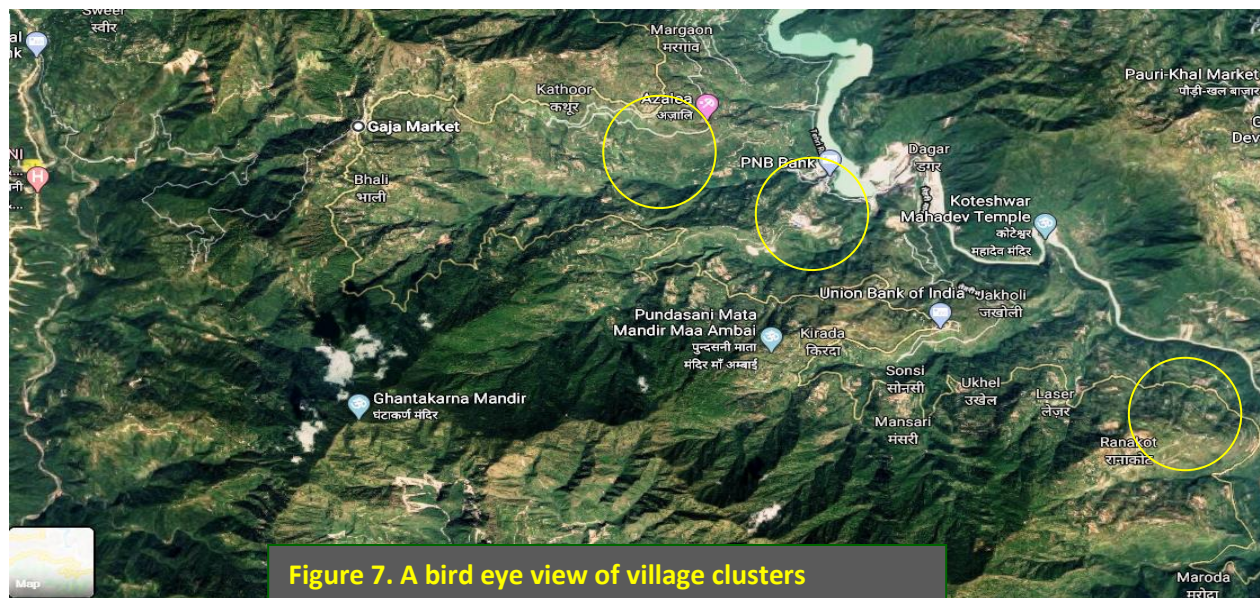 Sweer
स्वीर
Margaon
मरगाव
Pauri-Khal Market
पौड़ी-खल बाज़ार
Kathoor
कथूर
Azalea
अज़ालि
Gaja Market
Dev
PNB Bank
Dagar
डगर
Bhali
भाली
Koteshwar
Mahadev Temple
कोटेश्वर
महादेव मंदिर
H
Union Bank of India
Jakholi
जखोली
Pundasani Mata
Mandir Maa Ambai
पुन्दसनी माता
मंदिर माँ अम्बाई
Kirada
किरदा
Sonsi
सोनसी
Ukhel
उखेल
Laser
लेज़र
Ghantakarna Mandir
घंटाकर्ण मंदिर
Mansari
मंसरी
Ranakot
रानाकोट
Map
Figure 7. A bird eye view of village clusters
Maroda
मरोदा